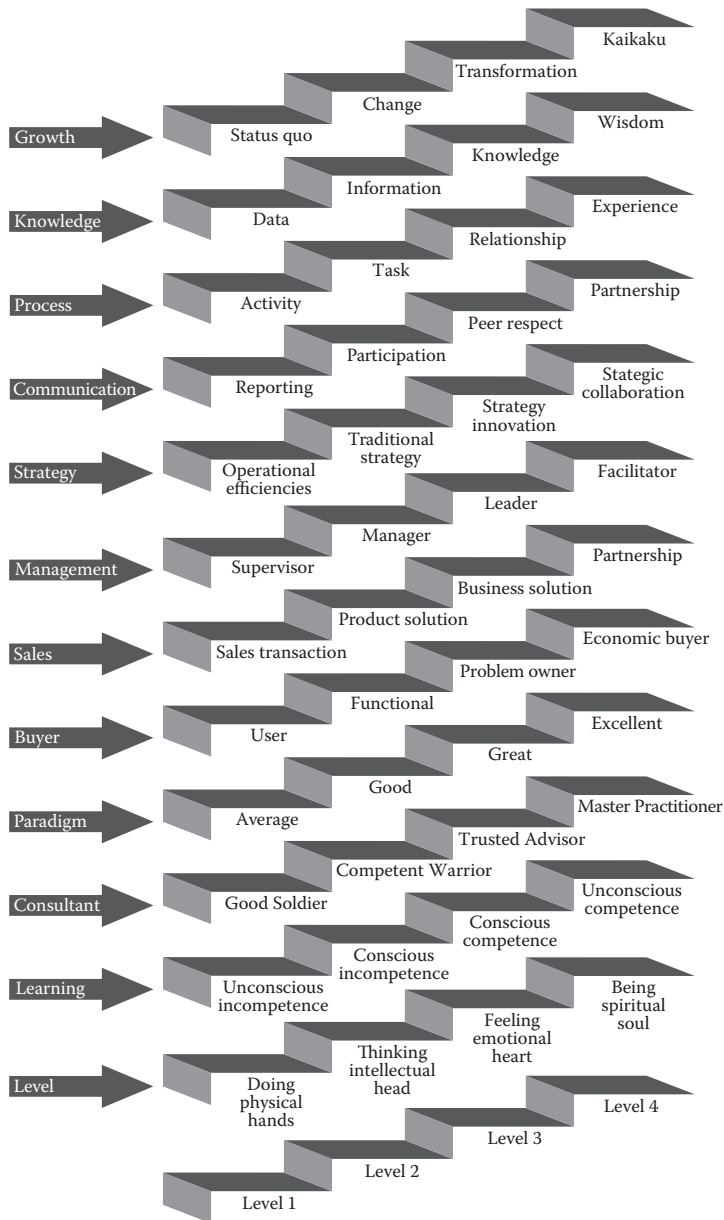 Kaikaku
Transformation
Change
Status quo
Growth
Wisdom
Knowledge
Information
Data
Knowledge
Experience
Relationship
Task
Activity
Process
Partnership
Peer respect
Participation
Reporting
Communication
Stategic
collaboration
Strategy
innovation
Traditional
strategy
Operational
efficiencies
Strategy
Facilitator
Leader
Manager
Supervisor
Management
Partnership
Business solution
Product solution
Sales transaction
Sales
Economic buyer
Problem owner
Functional
User
Buyer
Excellent
Great
Good
Average
Paradigm
Master Practitioner
Trusted Advisor
Competent Warrior
Good Soldier
Consultant
Unconscious
competence
Conscious
competence
Conscious
incompetence
Unconscious
incompetence
Learning
Being
spiritual
soul
Feeling
emotional
heart
Thinking
intellectual
head
Doing
physical
hands
Level
Level 4
Level 3
Level 2
Level 1